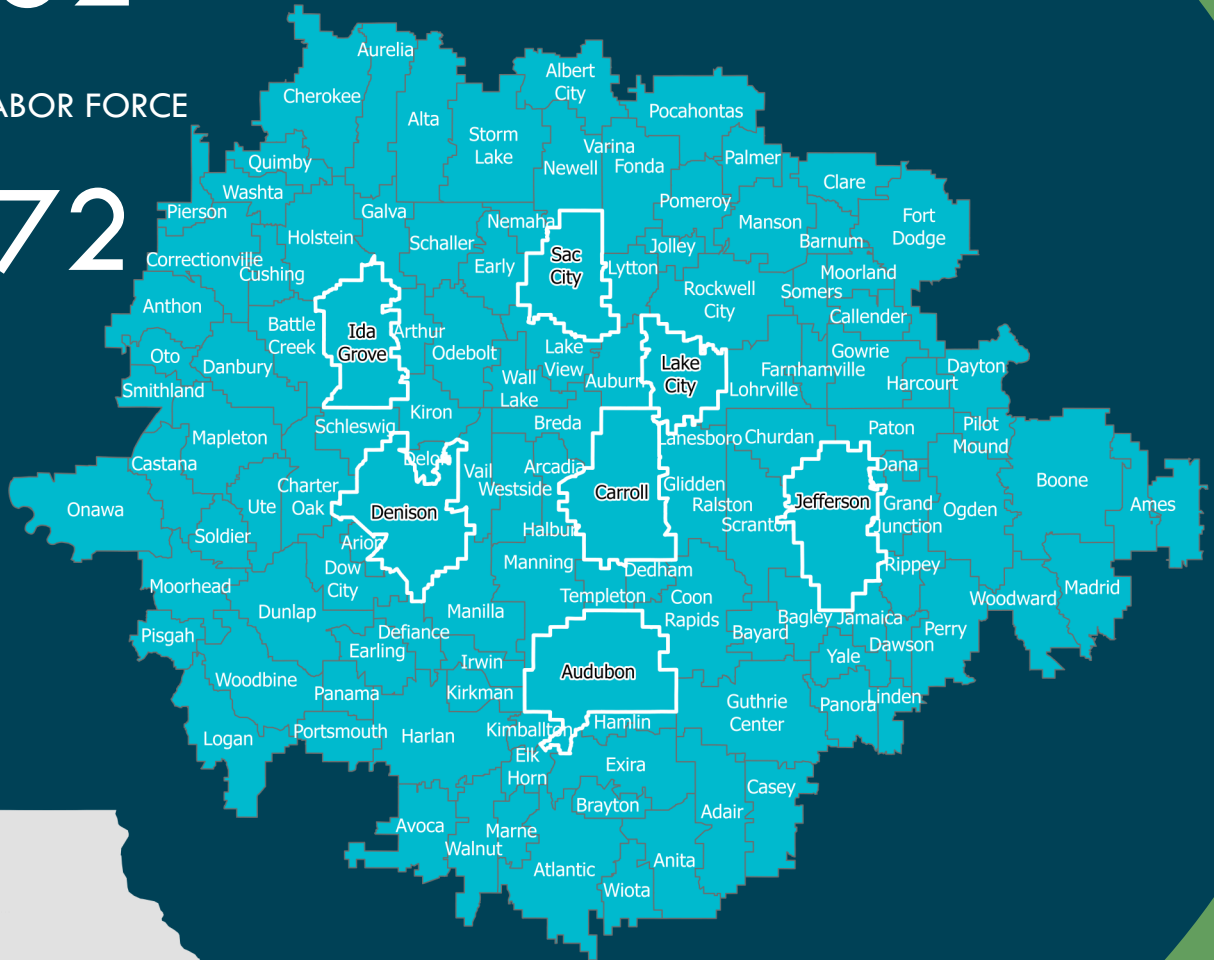 ABOR FORCE
72
Aurelia
Albert
City
Cherokee
Pocahontas
Alta
Storm
Lake
Varina
Newell
Fonda
Palmer
Quimby
Clare
Washta
Pierson
Galva
Nemaha
Pomeroy
Manson
Fort
Dodge
Holstein
Schaller
Jolley
Barnum
Correctionville
Cushing
Early
Sac
City
Lytton
Moorland
Rockwell
City
Somers
Anthon
Callender
Battle
Creek
Ida
Grove
Arthur
Odebolt
Lake
View
Lake
City
Gowrie
Oto
Danbury
Wall
Lake
Auburn
Farnhamville
Dayton
Smithland
Lohrville
Harcourt
Kiron
Schleswig
Breda
Lanesboro
Churdan
Paton
Pilot
Mound
Mapleton
Castana
Deloit
Vail
Arcadia
Dana
Charter
Oak
Westside
Carroll
Glidden
Boone
Onawa
Ute
Denison
Ralston
Jefferson
Grand
Junction
Ogden
Ames
Soldier
Halbur
Scranton
Arion
Dow
City
Manning
Dedham
Rippey
Moorhead
Templeton
Coon
Rapids
Woodward
Madrid
Dunlap
Manilla
Bagley
Jamaica
Pisgah
Defiance
Earling
Bayard
Perry
Dawson
Irwin
Audubon
Yale
Woodbine
Panama
Kirkman
Guthrie
Center
Panora
Linden
Logan
Portsmouth
Harlan
Kimballton
Hamlin
Elk
Horn
Exira
Casey
Brayton
Adair
Avoca
Marne
Walnut
Atlantic
Anita
Wiota